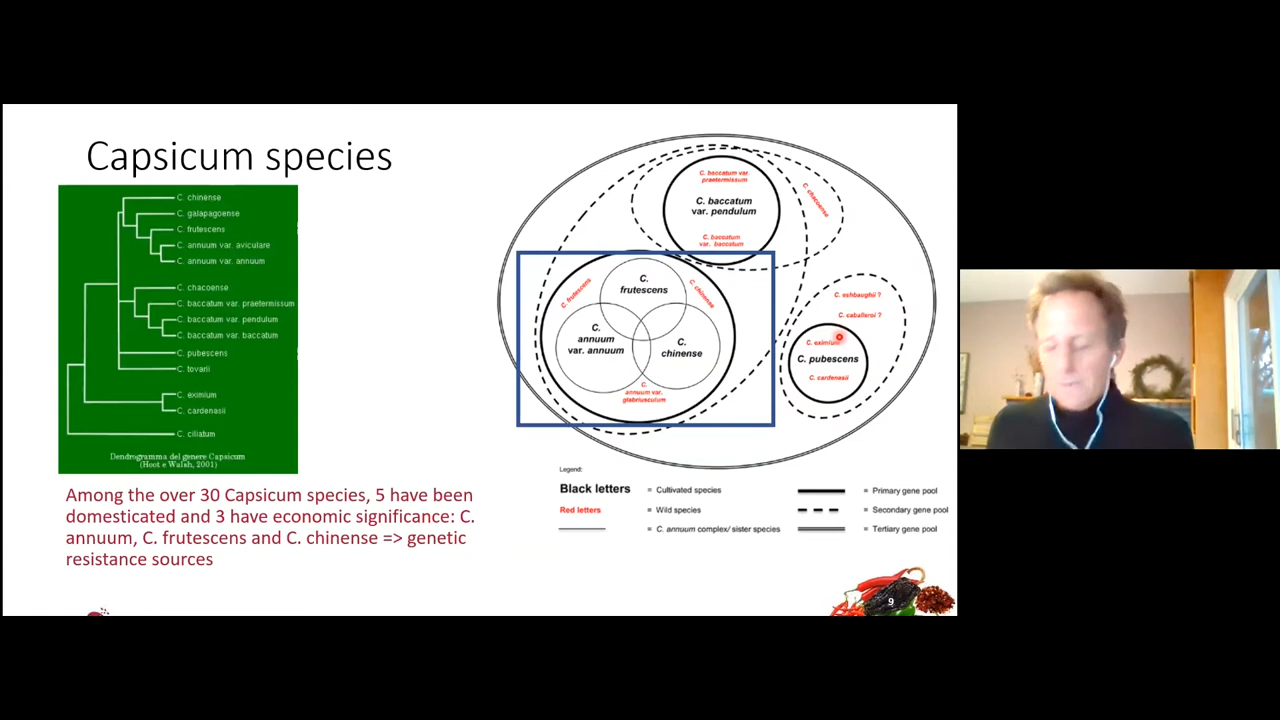 Capsicum species
C. chinense
C. galapagoense
C. frutescens
C. annuum var. aviculare
C. annuum var. annuum
C. chacoense
C. baccatum var. praetermissum
C. baccatum var. pendulum
C. baccatum var. baccatum
C. pubescens
C. tovarii
C. eximium
C. cardenasii
C. ciliatum
Dendrogramma del genere Capsicum
(Hoot e Walsh, 2001)
Among the over 30 Capsicum species, 5 have been
domesticated and 3 have economic significance: C.
annuum, C. frutescens and C. chinense => genetic
resistance sources
C. baccatum var.
praetermissum
C. baccatum
var. pendulum
C. baccatum
var. baccatum
C. chacoense
C. frutescens
C.
frutescens
C. chinense
C.
annuum
var. annuum
C.
chinense
C.
annuum var.
glabriusculum
C. eshbaughii ?
C. caballeroi ?
C. eximium
C. pubescens
C. cardenasii
Legend:
Black letters = Cultivated species
Red letters = Wild species
= C. annuum complex/ sister species
= Primary gene pool
= Secondary gene pool
= Tertiary gene pool
9